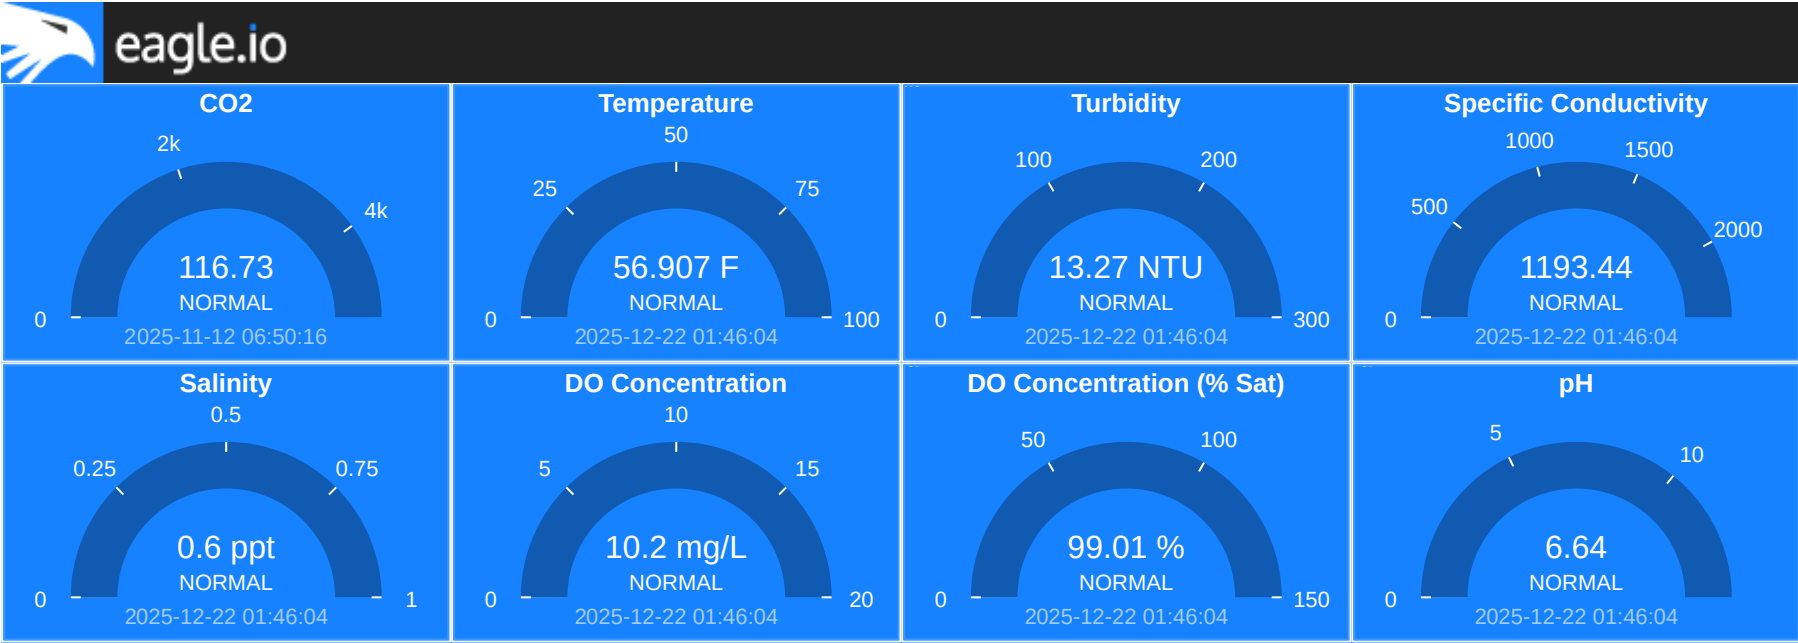 eagle.io
CO2
2k
4k
116.73
NORMAL
0
2025-11-12 06:50:16
Temperature
50
25
75
56.907 F
NORMAL
0
100
2025-12-22 01:46:04
Turbidity
100
200
13.27 NTU
NORMAL
0
300
2025-12-22 01:46:04
Specific Conductivity
1000
1500
500
2000
1193.44
NORMAL
0
2025-12-22 01:46:04
Salinity
0.5
0.25
0.75
0.6 ppt
NORMAL
0
1
2025-12-22 01:46:04
DO Concentration
10
5
15
10.2 mg/L
NORMAL
0
20
2025-12-22 01:46:04
DO Concentration (% Sat)
50
100
99.01 %
NORMAL
0
150
2025-12-22 01:46:04
pH
5
10
6.64
NORMAL
0
2025-12-22 01:46:04